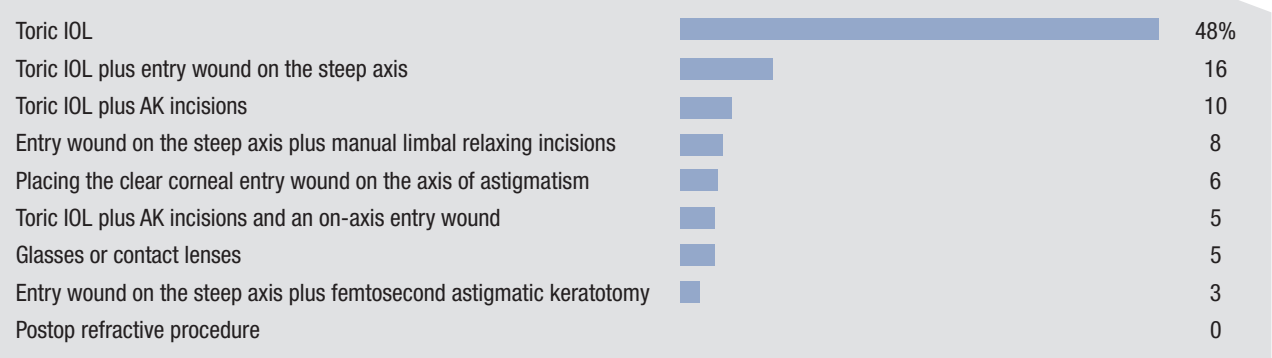 Toric IOL 48%
Toric IOL plus entry wound on the steep axis 16
Toric IOL plus AK incisions 10
Entry wound on the steep axis plus manual limbal relaxing incisions 8
Placing the clear corneal entry wound on the axis of astigmatism 6
Toric IOL plus AK incisions and an on-axis entry wound 5
Glasses or contact lenses 5
Entry wound on the steep axis plus femtosecond astigmatic keratotomy 3
Postop refractive procedure 0